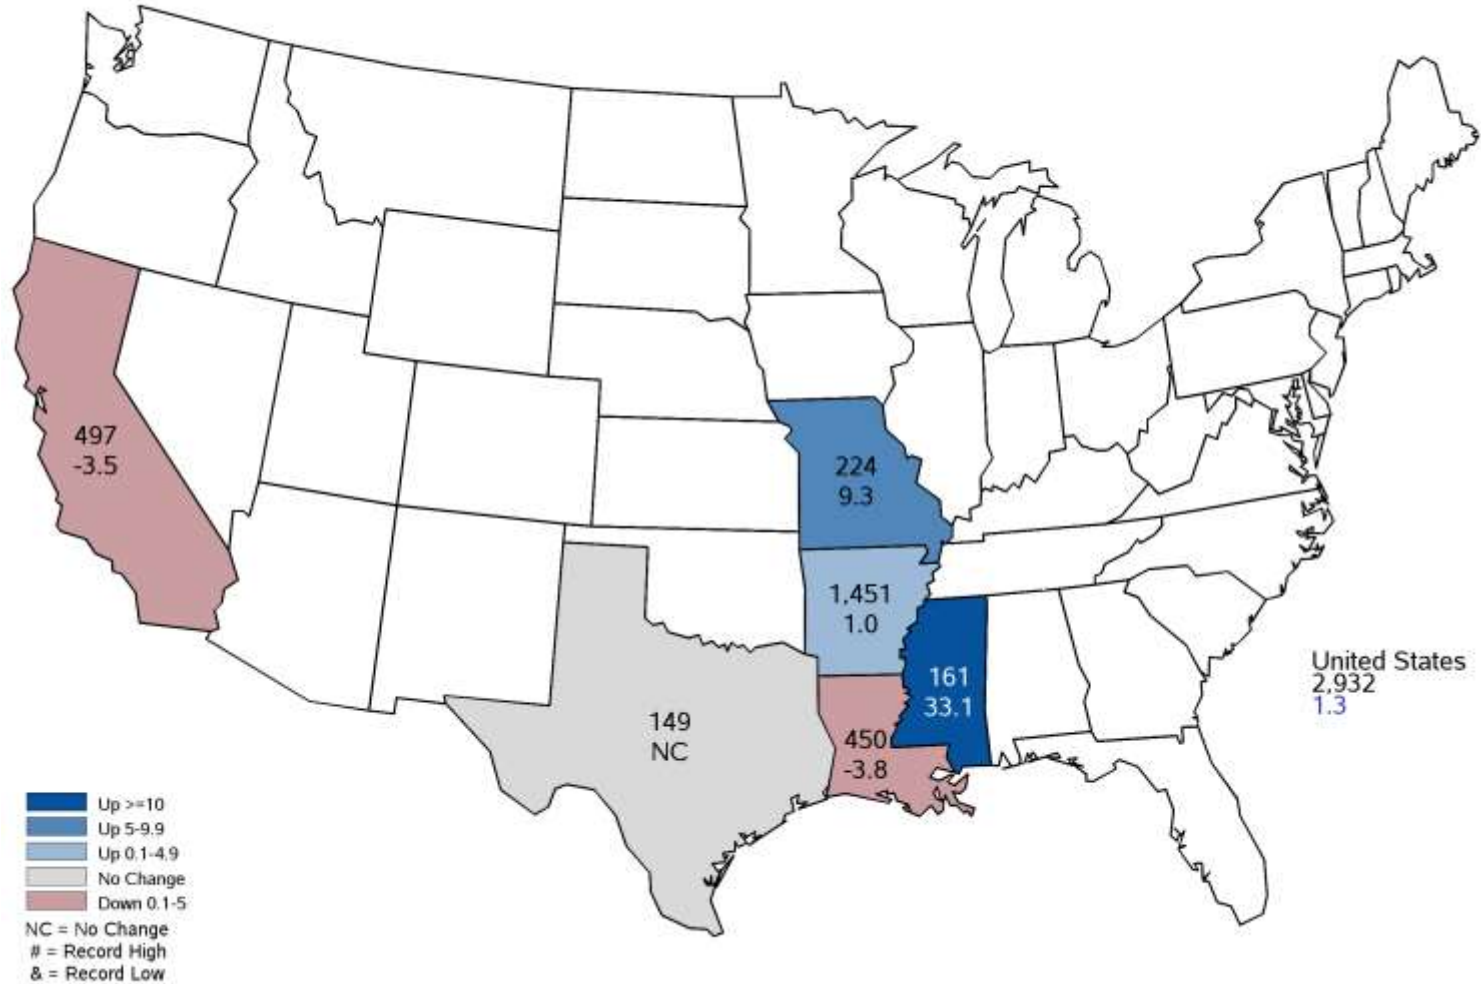 497
-3.5
224
9.3
1,451
1.0
161
33.1
149
NC
450
-3.8
United States
2,932
1.3
Up >=10
Up 5-9.9
Up 0.1-4.9
No Change
Down 0.1-5
NC = No Change
# = Record High
& = Record Low